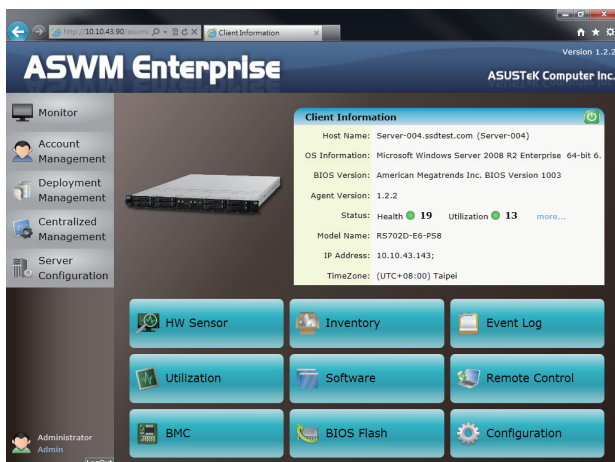 http://10.10.43.90/aswm
Client Information
Version 1.2.2
ASWM Enterprise
ASUSTeK Computer Inc.
Monitor
Account
Management
Deployment
Management
Centralized
Management
Server
Configuration
Client Information
Host Name: Server-004.ssdtest.com (Server-004)
OS Information: Microsoft Windows Server 2008 R2 Enterprise 64-bit 6.
BIOS Version: American Megatrends Inc. BIOS Version 1003
Agent Version: 1.2.2
Status: Health 19 Utilization 13 more...
Model Name: RS702D-E6-PS8
IP Address: 10.10.43.143;
TimeZone: (UTC+08:00) Taipei
HW Sensor
Inventory
Event Log
Utilization
Software
Remote Control
BMC
BIOS Flash
Configuration
Administrator
Admin
LogOut